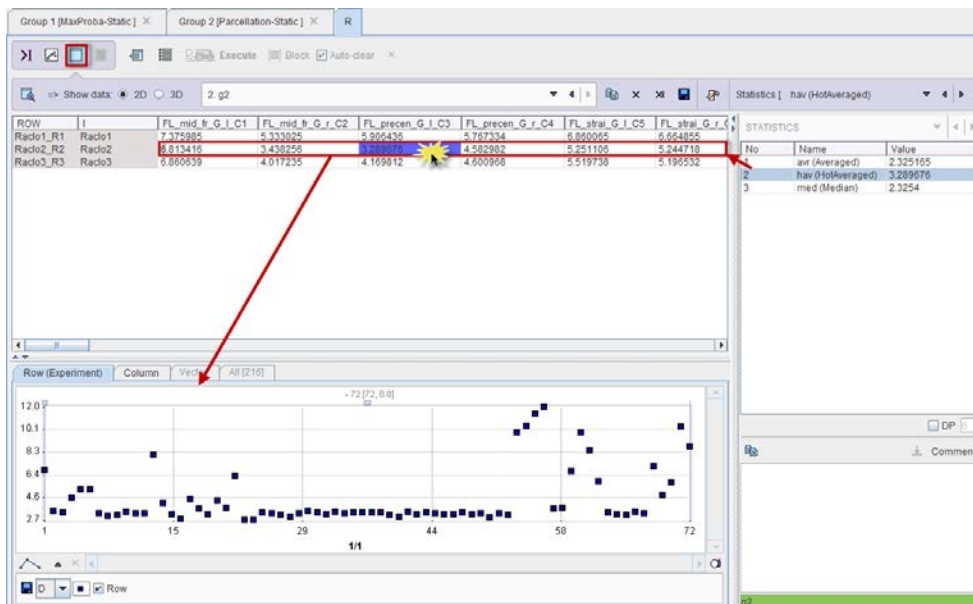 Group 1 [MaxProba-Static] Group 2 [Parcellation-Static] R
Execute Block Auto-clear
=> Show data: 2D 3D 2. g2 Statistics [ hav (HotAveraged)
ROW I FL_mid_fr_G_l_C1 FL_mid_fr_G_r_C2 FL_precen_G_l_C3 FL_precen_G_r_C4 FL_strai_G_l_C5 FL_strai_G_r_C
Raclo1_R1 Raclo1 7.375985 5.333025 5.906436 5.767334 6.860065 6.664855
Raclo2_R2 Raclo2 6.813416 3.438256 3.289676 4.582982 5.251106 5.244718
Raclo3_R3 Raclo3 6.860639 4.017235 4.169812 4.600968 5.519738 5.196532
STATISTICS
No Name Value
1 avr (Averaged) 2.325165
2 hav (HotAveraged) 3.289676
3 med (Median) 2.3254
Row (Experiment) Column All [216]
- 72 [72, 8.8]
12.0
10.1
8.3
6.4
4.6
2.7
1 15 29 44 58 72
1/1
D Row
DP
Commen
g2